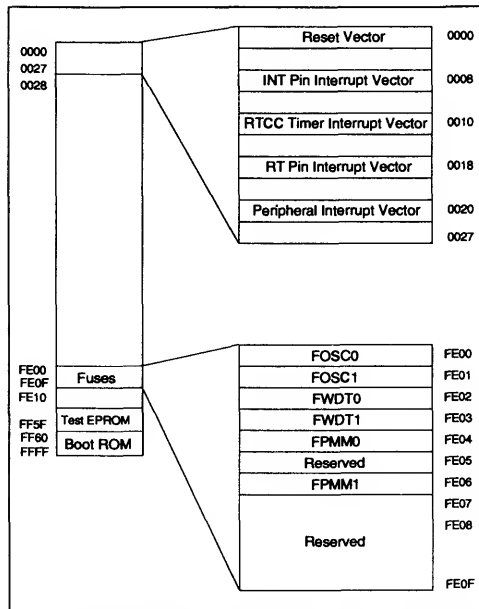 Reset Vector 0000
0000
0027
0028
INT Pin Interrupt Vector 0008
RTCC Timer Interrupt Vector 0010
RT Pin Interrupt Vector 0018
Peripheral Interrupt Vector 0020
0027
FOSC0 FE00
FE00
Fuses
FE0F
FE10
FOSC1 FE01
FWDT0 FE02
FWDT1 FE03
Test EPROM
FF5F
FF60
Boot ROM
FFFF
FPMM0 FE04
Reserved FE05
FPMM1 FE06
FE07
FE08
Reserved
FE0F